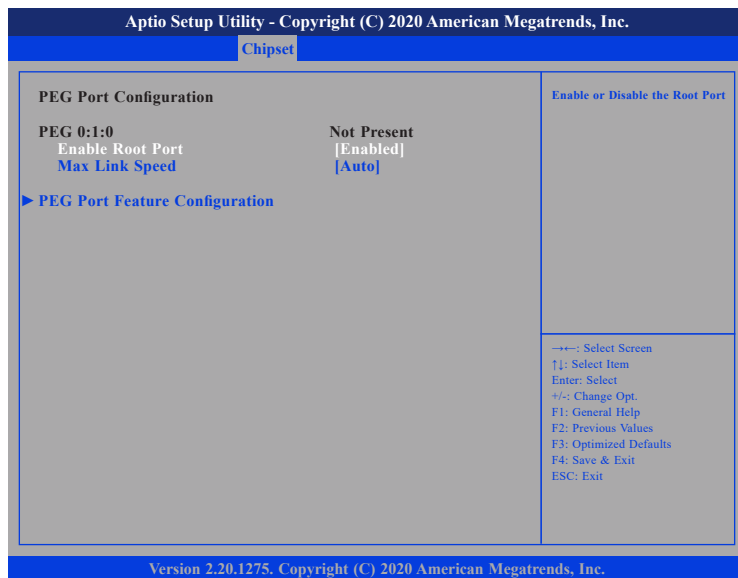 Aptio Setup Utility - Copyright (C) 2020 American Megatrends, Inc.
Chipset
PEG Port Configuration
PEG 0:1:0 Not Present
Enable Root Port [Enabled]
Max Link Speed [Auto]
► PEG Port Feature Configuration
Enable or Disable the Root Port
→←: Select Screen
↑↓: Select Item
Enter: Select
+/-: Change Opt.
F1: General Help
F2: Previous Values
F3: Optimized Defaults
F4: Save & Exit
ESC: Exit
Version 2.20.1275. Copyright (C) 2020 American Megatrends, Inc.